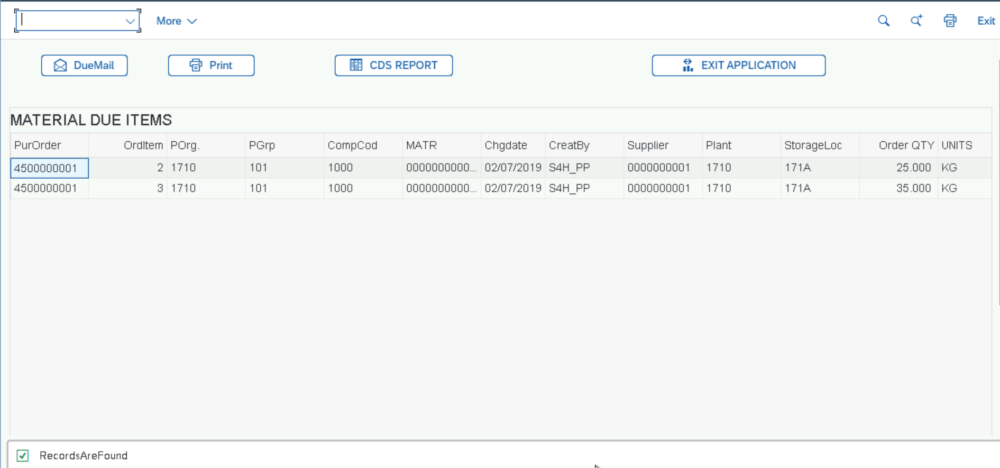 More Exit
DueMail Print CDS REPORT EXIT APPLICATION
MATERIAL DUE ITEMS
PurOrder OrdItem POrg. PGrp CompCod MATR Chgdate CreatBy Supplier Plant StorageLoc Order QTY UNITS
4500000001 2 1710 101 1000 0000000000... 02/07/2019 S4H_PP 0000000001 1710 171A 25.000 KG
4500000001 3 1710 101 1000 0000000000... 02/07/2019 S4H_PP 0000000001 1710 171A 35.000 KG
RecordsAreFound